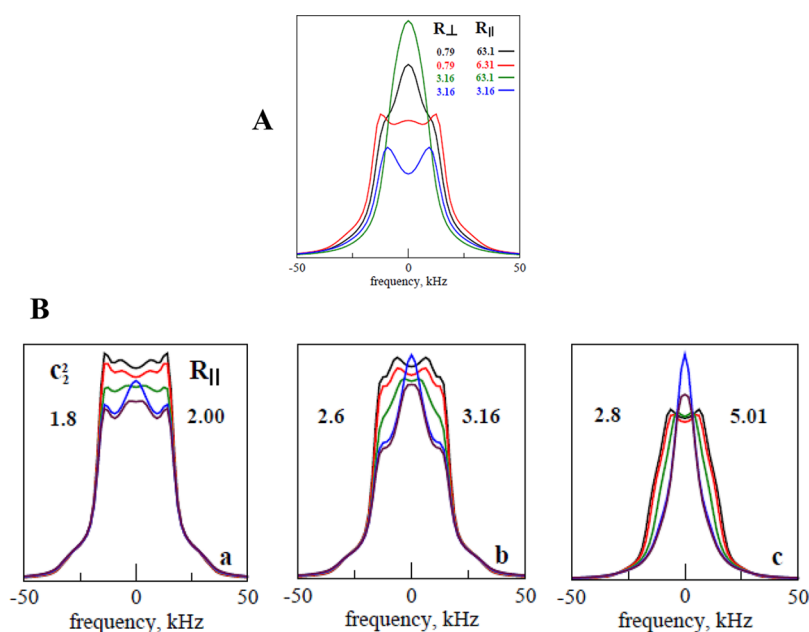 A
R⊥ R||
0.79 63.1
0.79 6.31
3.16 63.1
3.16 3.16
-50 0 50
frequency, kHz
B
c₂² R||
1.8 2.00
a
-50 0 50
frequency, kHz
2.6 3.16
b
-50 0 50
frequency, kHz
2.8 5.01
c
-50 0 50
frequency, kHz